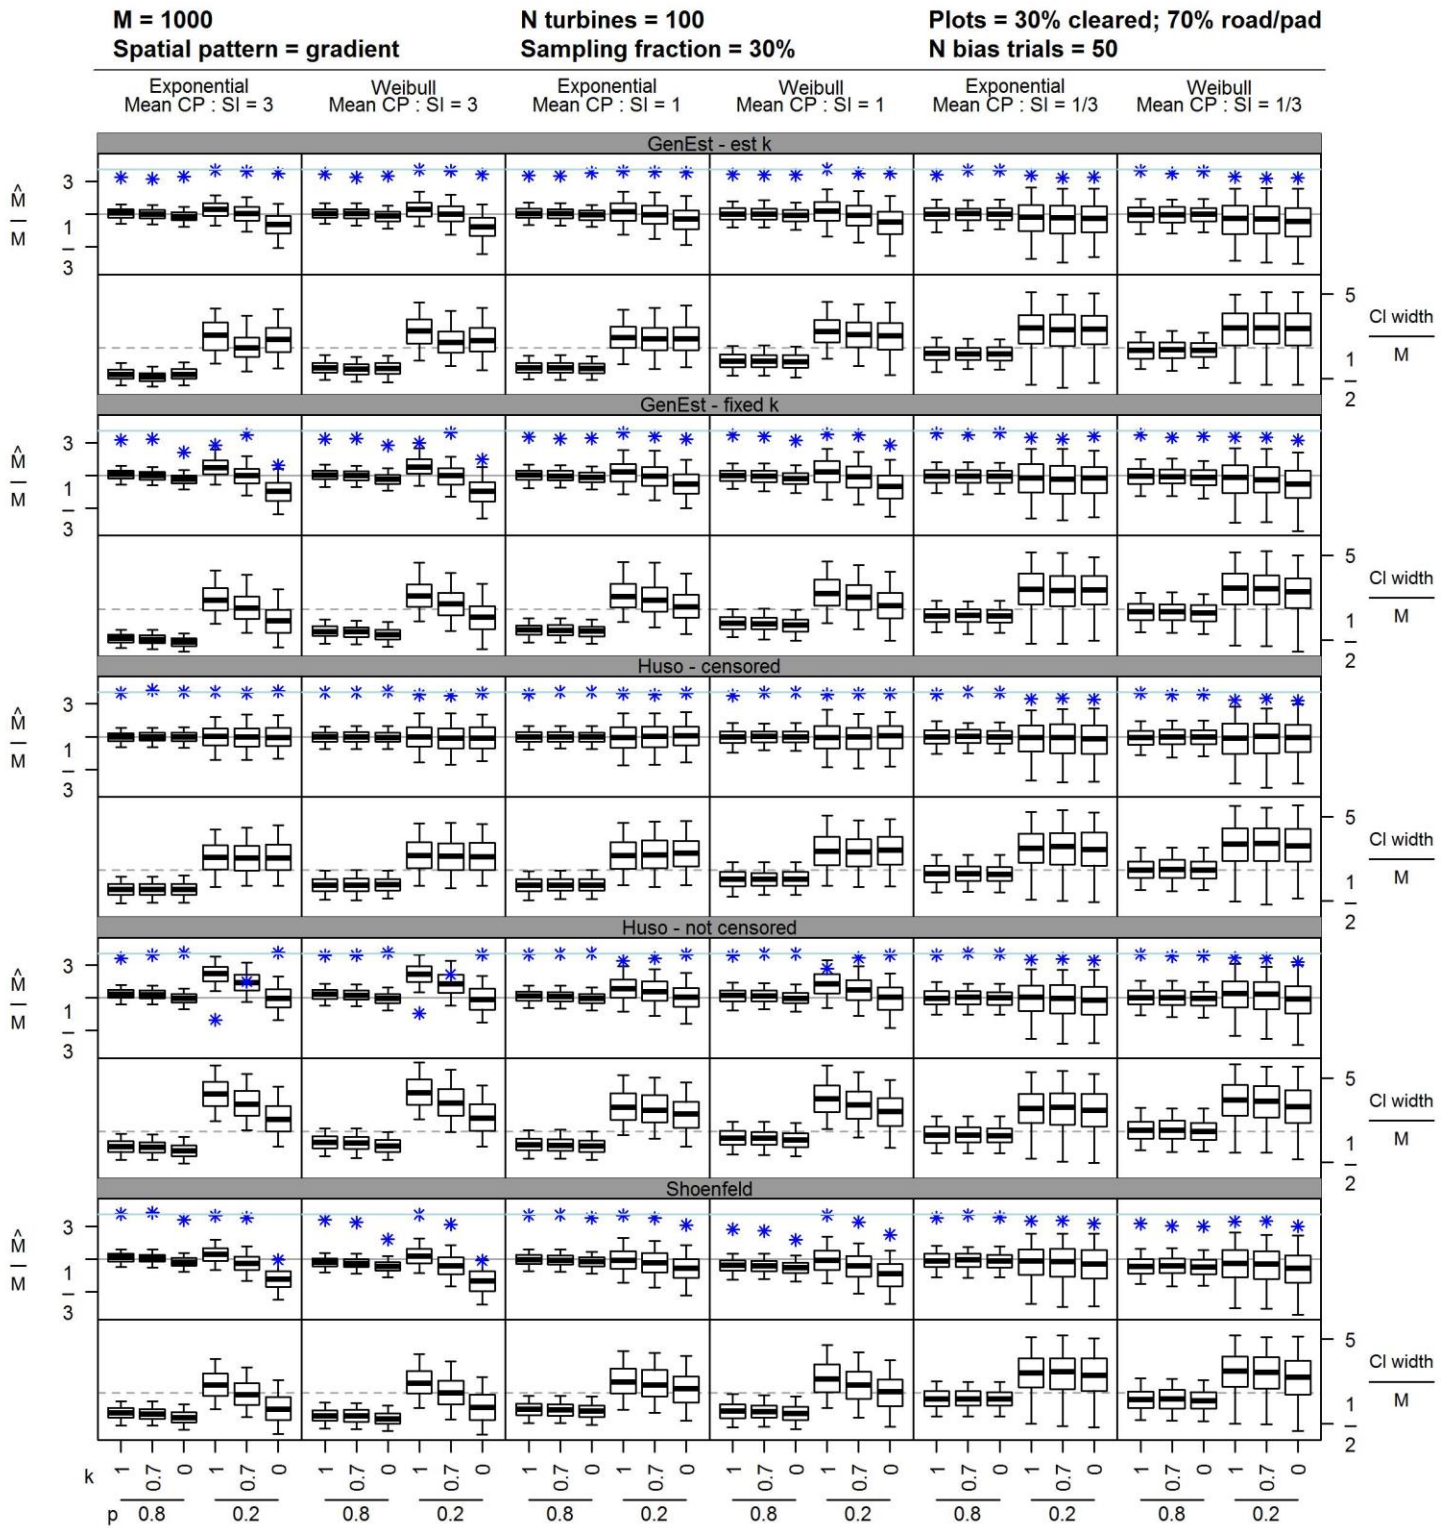 M = 1000 N turbines = 100 Plots = 30% cleared; 70% road/pad
Spatial pattern = gradient Sampling fraction = 30% N bias trials = 50
Exponential Weibull Exponential Weibull Exponential Weibull
Mean CP : SI = 3 Mean CP : SI = 3 Mean CP : SI = 1 Mean CP : SI = 1 Mean CP : SI = 1/3 Mean CP : SI = 1/3
GenEst - est k
3
M̂
M
1
3
5
CI width
M
1
2
GenEst - fixed k
3
M̂
M
1
3
5
CI width
M
1
2
Huso - censored
3
M̂
M
1
3
5
CI width
M
1
2
Huso - not censored
3
M̂
M
1
3
5
CI width
M
1
2
Shoenfeld
3
M̂
M
1
3
5
CI width
M
1
2
k 1 0.7 0 1 0.7 0 1 0.7 0 1 0.7 0 1 0.7 0 1 0.7 0 1 0.7 0 1 0.7 0 1 0.7 0 1 0.7 0 1 0.7 0 1 0.7 0
p 0.8 0.2 0.8 0.2 0.8 0.2 0.8 0.2 0.8 0.2 0.8 0.2